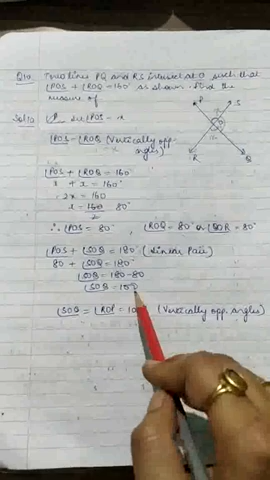 Q10. Two lines PQ and RS intersect at O such that
∠POS + ∠ROQ = 160° as shown. find the
measure of
Soln) ∠POS = x
∠POS = ∠ROQ (Vertically opp.
angles)
∠POS + ∠ROQ = 160°
x + x = 160°
2x = 160°
x = 160/2 80°
∴ ∠POS = 80°, ∠ROQ = 80° = 80°
∠POS + ∠SOQ = 180° (Linear Pair)
80 + ∠SOQ = 180°
∠SOQ = 180-80
∠SOQ = 100
∠SOQ = ∠ROP = (Vertically opp. angles)
P
S
O
R
Q